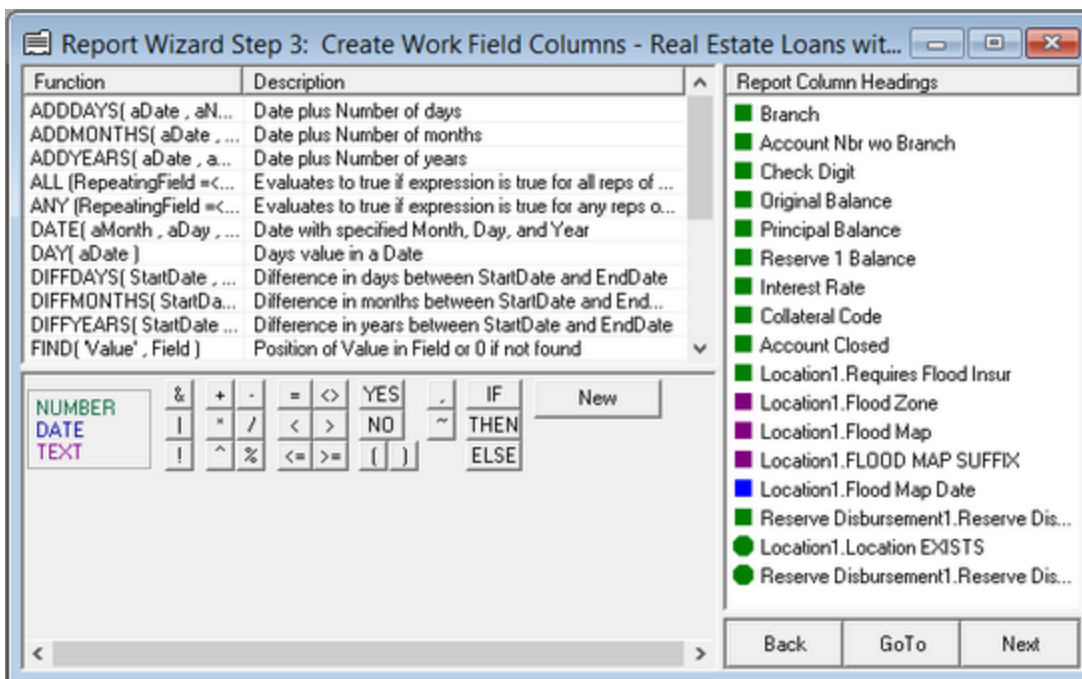 Report Wizard Step 3: Create Work Field Columns - Real Estate Loans wit...
Function Description
ADDDAYS( aDate , aN... Date plus Number of days
ADDMONTHS( aDate , ... Date plus Number of months
ADDYEARS( aDate , a... Date plus Number of years
ALL (RepeatingField =<... Evaluates to true if expression is true for all reps of ...
ANY (RepeatingField =<... Evaluates to true if expression is true for any reps o...
DATE( aMonth , aDay , ... Date with specified Month, Day, and Year
DAY( aDate ) Days value in a Date
DIFFDAYS( StartDate , ... Difference in days between StartDate and EndDate
DIFFMONTHS( StartDa... Difference in months between StartDate and End...
DIFFYEARS( StartDate ... Difference in years between StartDate and EndDate
FIND( 'Value' , Field ) Position of Value in Field or 0 if not found
NUMBER
DATE
TEXT
& + - = <> YES , IF New
| * / < > NO ~ THEN
! ^ % <= >= ( ) ELSE
Report Column Headings
Branch
Account Nbr wo Branch
Check Digit
Original Balance
Principal Balance
Reserve 1 Balance
Interest Rate
Collateral Code
Account Closed
Location1.Requires Flood Insur
Location1.Flood Zone
Location1.Flood Map
Location1.FLOOD MAP SUFFIX
Location1.Flood Map Date
Reserve Disbursement1.Reserve Dis...
Location1.Location EXISTS
Reserve Disbursement1.Reserve Dis...
Back GoTo Next